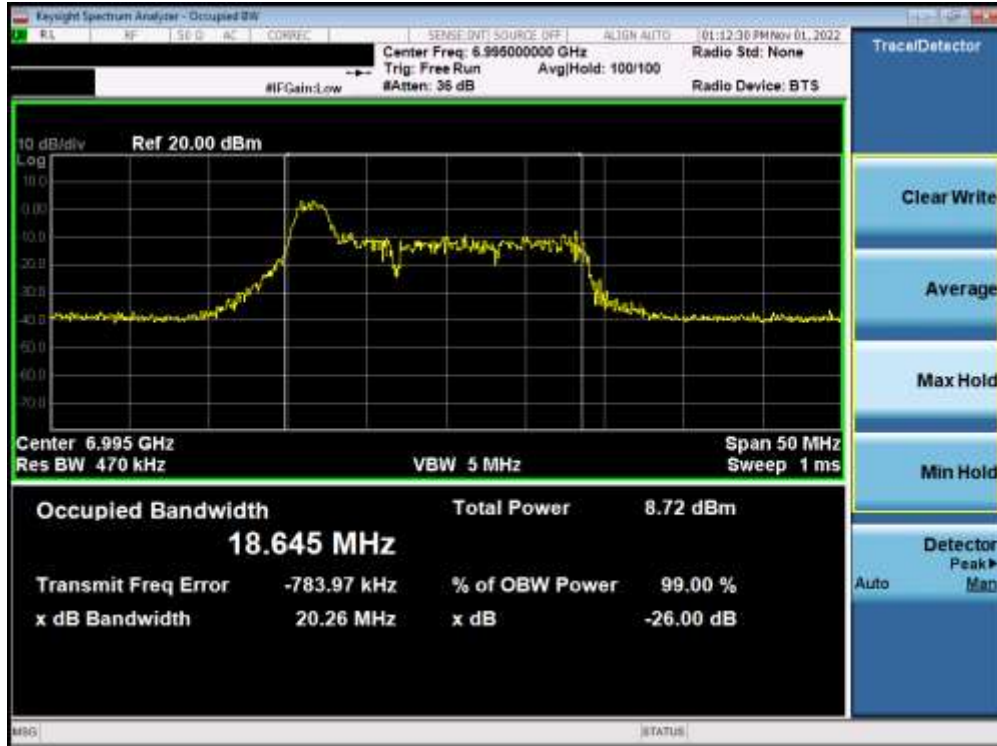 Keysight Spectrum Analyzer - Occupied BW
RL RF 50 Ω AC CORREC SENSE:INT SOURCE OFF ALIGN AUTO 01:12:30 PM Nov 01, 2022
Center Freq: 6.995000000 GHz Radio Std: None
Trig: Free Run Avg|Hold: 100/100
#IFGain:Low #Atten: 36 dB Radio Device: BTS
Trace/Detector
10 dB/div Ref 20.00 dBm
Log
10.0
0.00
-10.0
-20.0
-30.0
-40.0
-50.0
-60.0
-70.0
Center 6.995 GHz Span 50 MHz
Res BW 470 kHz VBW 5 MHz Sweep 1 ms
Occupied Bandwidth Total Power 8.72 dBm
18.645 MHz
Transmit Freq Error -783.97 kHz % of OBW Power 99.00 %
x dB Bandwidth 20.26 MHz x dB -26.00 dB
Clear Write
Average
Max Hold
Min Hold
Detector
Peak▶
Auto Man
MSG STATUS